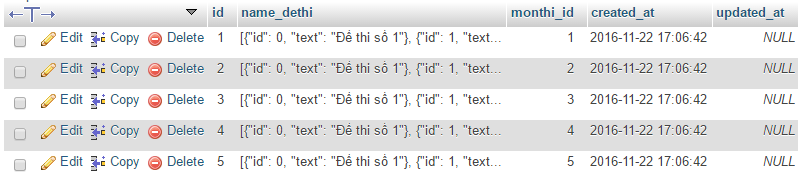 id name_dethi monthi_id created_at updated_at
Edit Copy Delete 1 [{"id": 0, "text": "Đề thi số 1"}, {"id": 1, "text... 1 2016-11-22 17:06:42 NULL
Edit Copy Delete 2 [{"id": 0, "text": "Đề thi số 1"}, {"id": 1, "text... 2 2016-11-22 17:06:42 NULL
Edit Copy Delete 3 [{"id": 0, "text": "Đề thi số 1"}, {"id": 1, "text... 3 2016-11-22 17:06:42 NULL
Edit Copy Delete 4 [{"id": 0, "text": "Đề thi số 1"}, {"id": 1, "text... 4 2016-11-22 17:06:42 NULL
Edit Copy Delete 5 [{"id": 0, "text": "Đề thi số 1"}, {"id": 1, "text... 5 2016-11-22 17:06:42 NULL